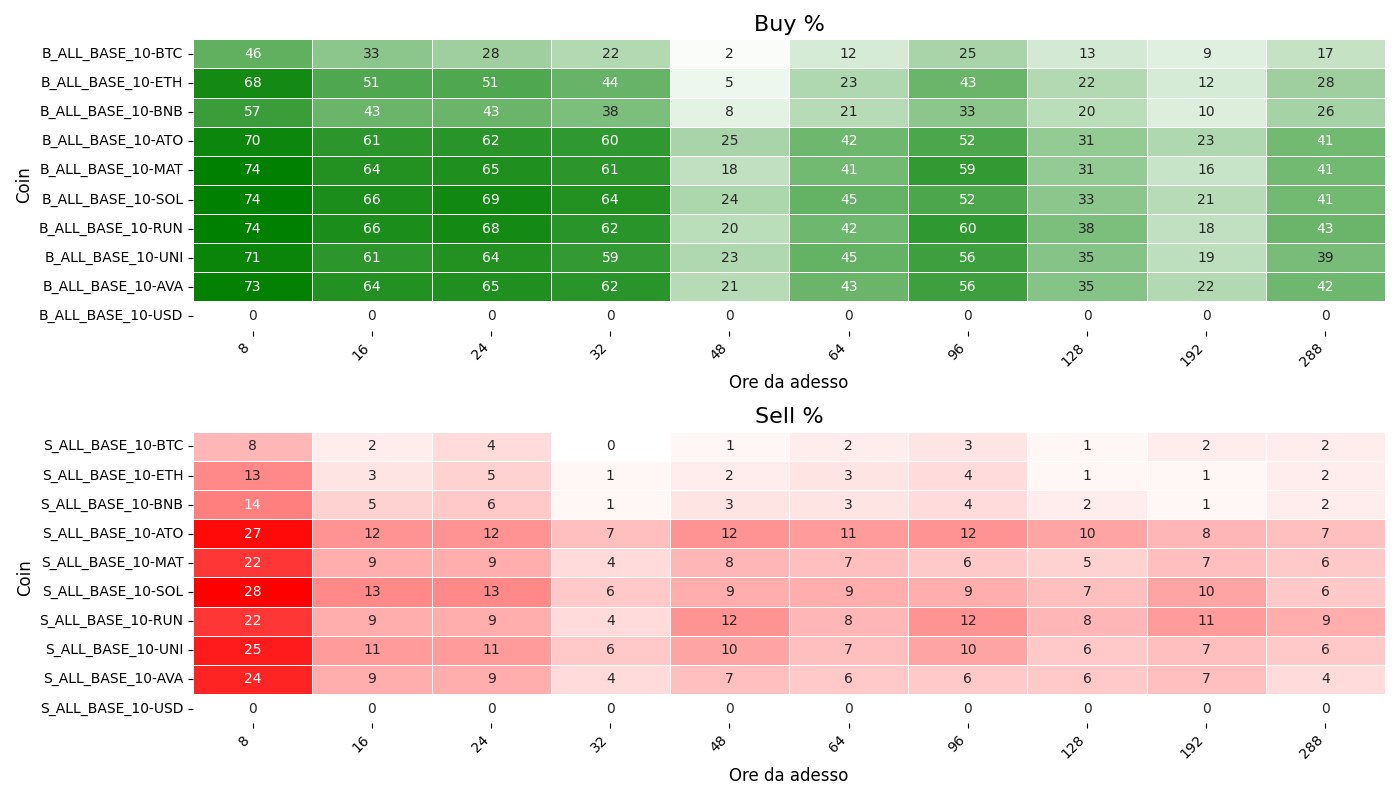 Buy %
Coin
B_ALL_BASE_10-BTC 46 33 28 22 2 12 25 13 9 17
B_ALL_BASE_10-ETH 68 51 51 44 5 23 43 22 12 28
B_ALL_BASE_10-BNB 57 43 43 38 8 21 33 20 10 26
B_ALL_BASE_10-ATO 70 61 62 60 25 42 52 31 23 41
B_ALL_BASE_10-MAT 74 64 65 61 18 41 59 31 16 41
B_ALL_BASE_10-SOL 74 66 69 64 24 45 52 33 21 41
B_ALL_BASE_10-RUN 74 66 68 62 20 42 60 38 18 43
B_ALL_BASE_10-UNI 71 61 64 59 23 45 56 35 19 39
B_ALL_BASE_10-AVA 73 64 65 62 21 43 56 35 22 42
B_ALL_BASE_10-USD 0 0 0 0 0 0 0 0 0 0
8 16 24 32 48 64 96 128 192 288
Ore da adesso
Sell %
Coin
S_ALL_BASE_10-BTC 8 2 4 0 1 2 3 1 2 2
S_ALL_BASE_10-ETH 13 3 5 1 2 3 4 1 1 2
S_ALL_BASE_10-BNB 14 5 6 1 3 3 4 2 1 2
S_ALL_BASE_10-ATO 27 12 12 7 12 11 12 10 8 7
S_ALL_BASE_10-MAT 22 9 9 4 8 7 6 5 7 6
S_ALL_BASE_10-SOL 28 13 13 6 9 9 9 7 10 6
S_ALL_BASE_10-RUN 22 9 9 4 12 8 12 8 11 9
S_ALL_BASE_10-UNI 25 11 11 6 10 7 10 6 7 6
S_ALL_BASE_10-AVA 24 9 9 4 7 6 6 6 7 4
S_ALL_BASE_10-USD 0 0 0 0 0 0 0 0 0 0
8 16 24 32 48 64 96 128 192 288
Ore da adesso